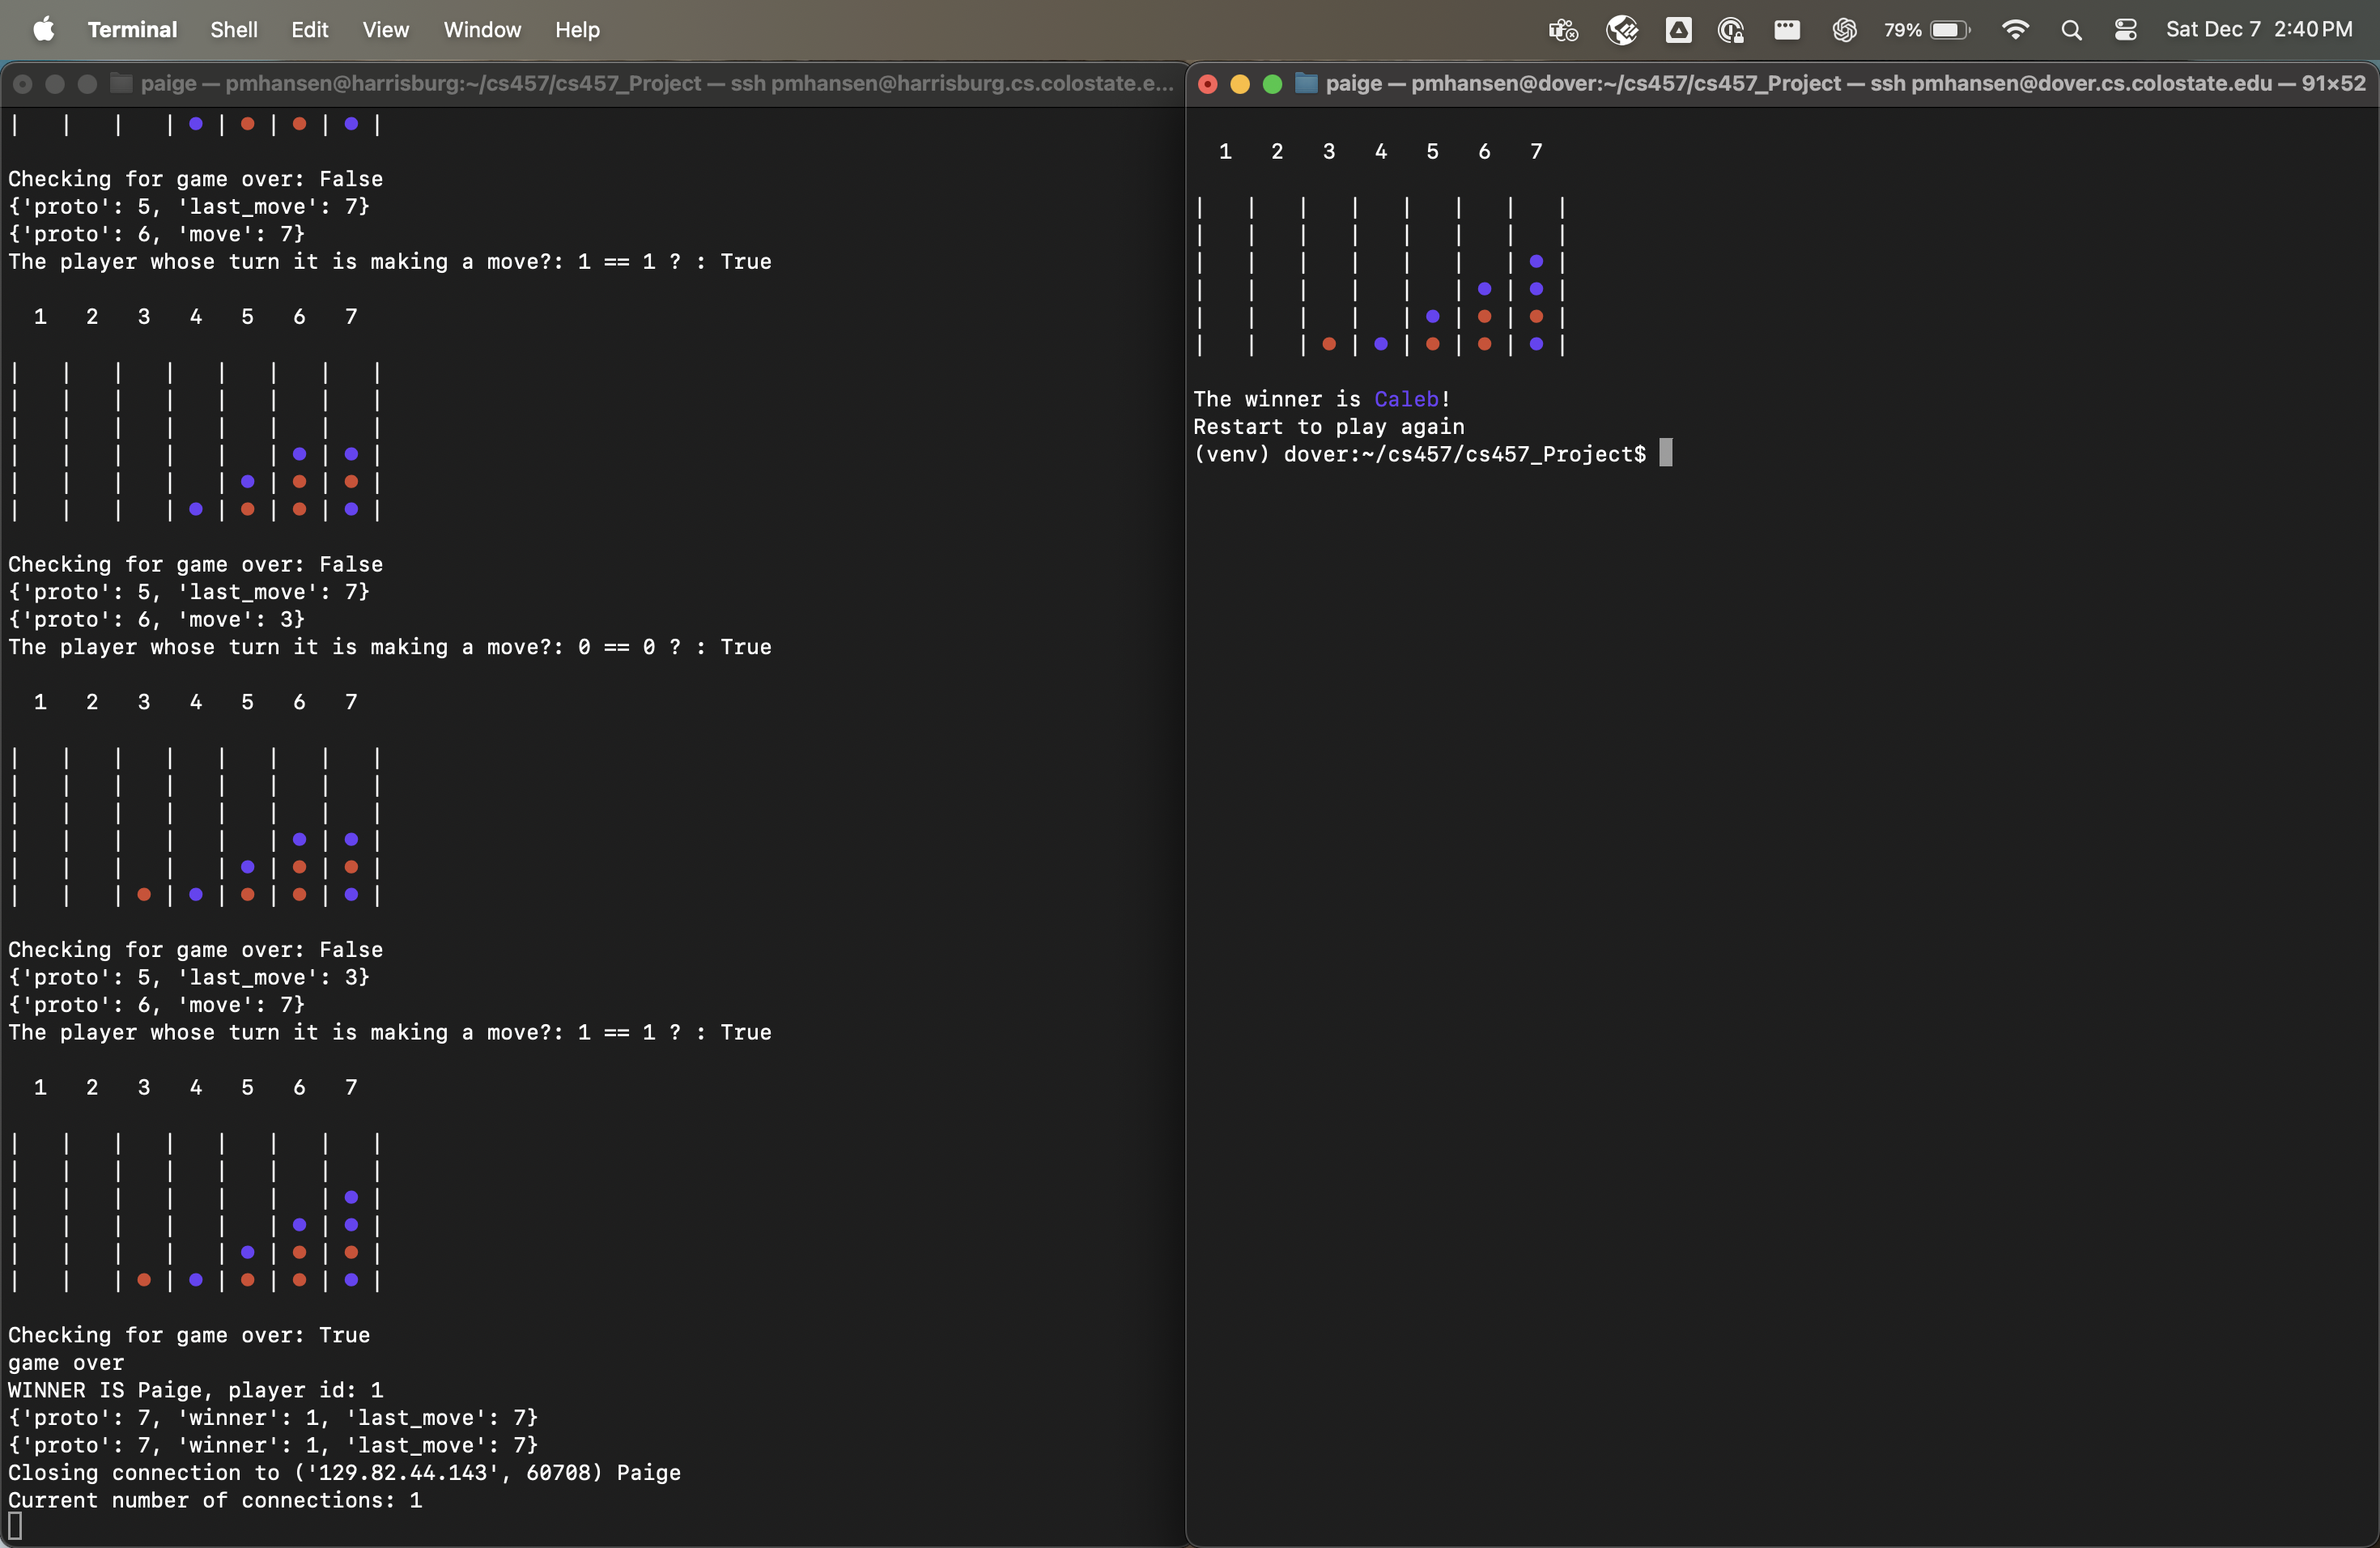 Terminal Shell Edit View Window Help 79% Sat Dec 7 2:40 PM
paige — pmhansen@harrisburg:~/cs457/cs457_Project — ssh pmhansen@harrisburg.cs.colostate.e...
| | | | ● | ● | ● | ● |
Checking for game over: False
{'proto': 5, 'last_move': 7}
{'proto': 6, 'move': 7}
The player whose turn it is making a move?: 1 == 1 ? : True
1 2 3 4 5 6 7
| | | | | | | |
| | | | | | | |
| | | | | | | |
| | | | | | ● | ● |
| | | | | ● | ● | ● |
| | | | ● | ● | ● | ● |
Checking for game over: False
{'proto': 5, 'last_move': 7}
{'proto': 6, 'move': 3}
The player whose turn it is making a move?: 0 == 0 ? : True
1 2 3 4 5 6 7
| | | | | | | |
| | | | | | | |
| | | | | | | |
| | | | | | ● | ● |
| | | | | ● | ● | ● |
| | | ● | ● | ● | ● | ● |
Checking for game over: False
{'proto': 5, 'last_move': 3}
{'proto': 6, 'move': 7}
The player whose turn it is making a move?: 1 == 1 ? : True
1 2 3 4 5 6 7
| | | | | | | |
| | | | | | | |
| | | | | | | ● |
| | | | | | ● | ● |
| | | | | ● | ● | ● |
| | | ● | ● | ● | ● | ● |
Checking for game over: True
game over
WINNER IS Paige, player id: 1
{'proto': 7, 'winner': 1, 'last_move': 7}
{'proto': 7, 'winner': 1, 'last_move': 7}
Closing connection to ('129.82.44.143', 60708) Paige
Current number of connections: 1
paige — pmhansen@dover:~/cs457/cs457_Project — ssh pmhansen@dover.cs.colostate.edu — 91×52
1 2 3 4 5 6 7
| | | | | | | |
| | | | | | | |
| | | | | | | ● |
| | | | | | ● | ● |
| | | | | ● | ● | ● |
| | | ● | ● | ● | ● | ● |
The winner is Caleb!
Restart to play again
(venv) dover:~/cs457/cs457_Project$